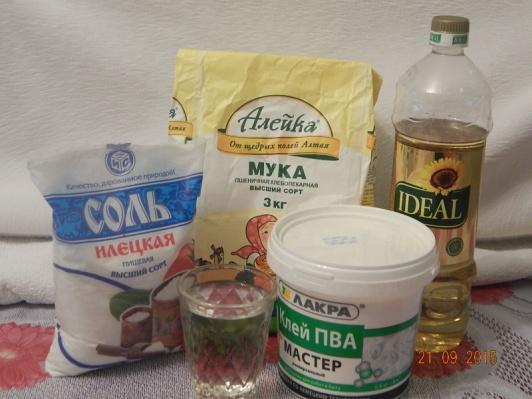 Алейка
От щедрых полей Алтая
МУКА
ПШЕНИЧНАЯ ХЛЕБОПЕКАРНАЯ
ВЫСШИЙ СОРТ
3 КГ
Качество, дарованное природой!
СОЛЬ
ИЛЕЦКАЯ
ПИЩЕВАЯ
ВЫСШИЙ СОРТ
IDEAL
ЛАКРА
Клей ПВА
МАСТЕР
21 09 2015